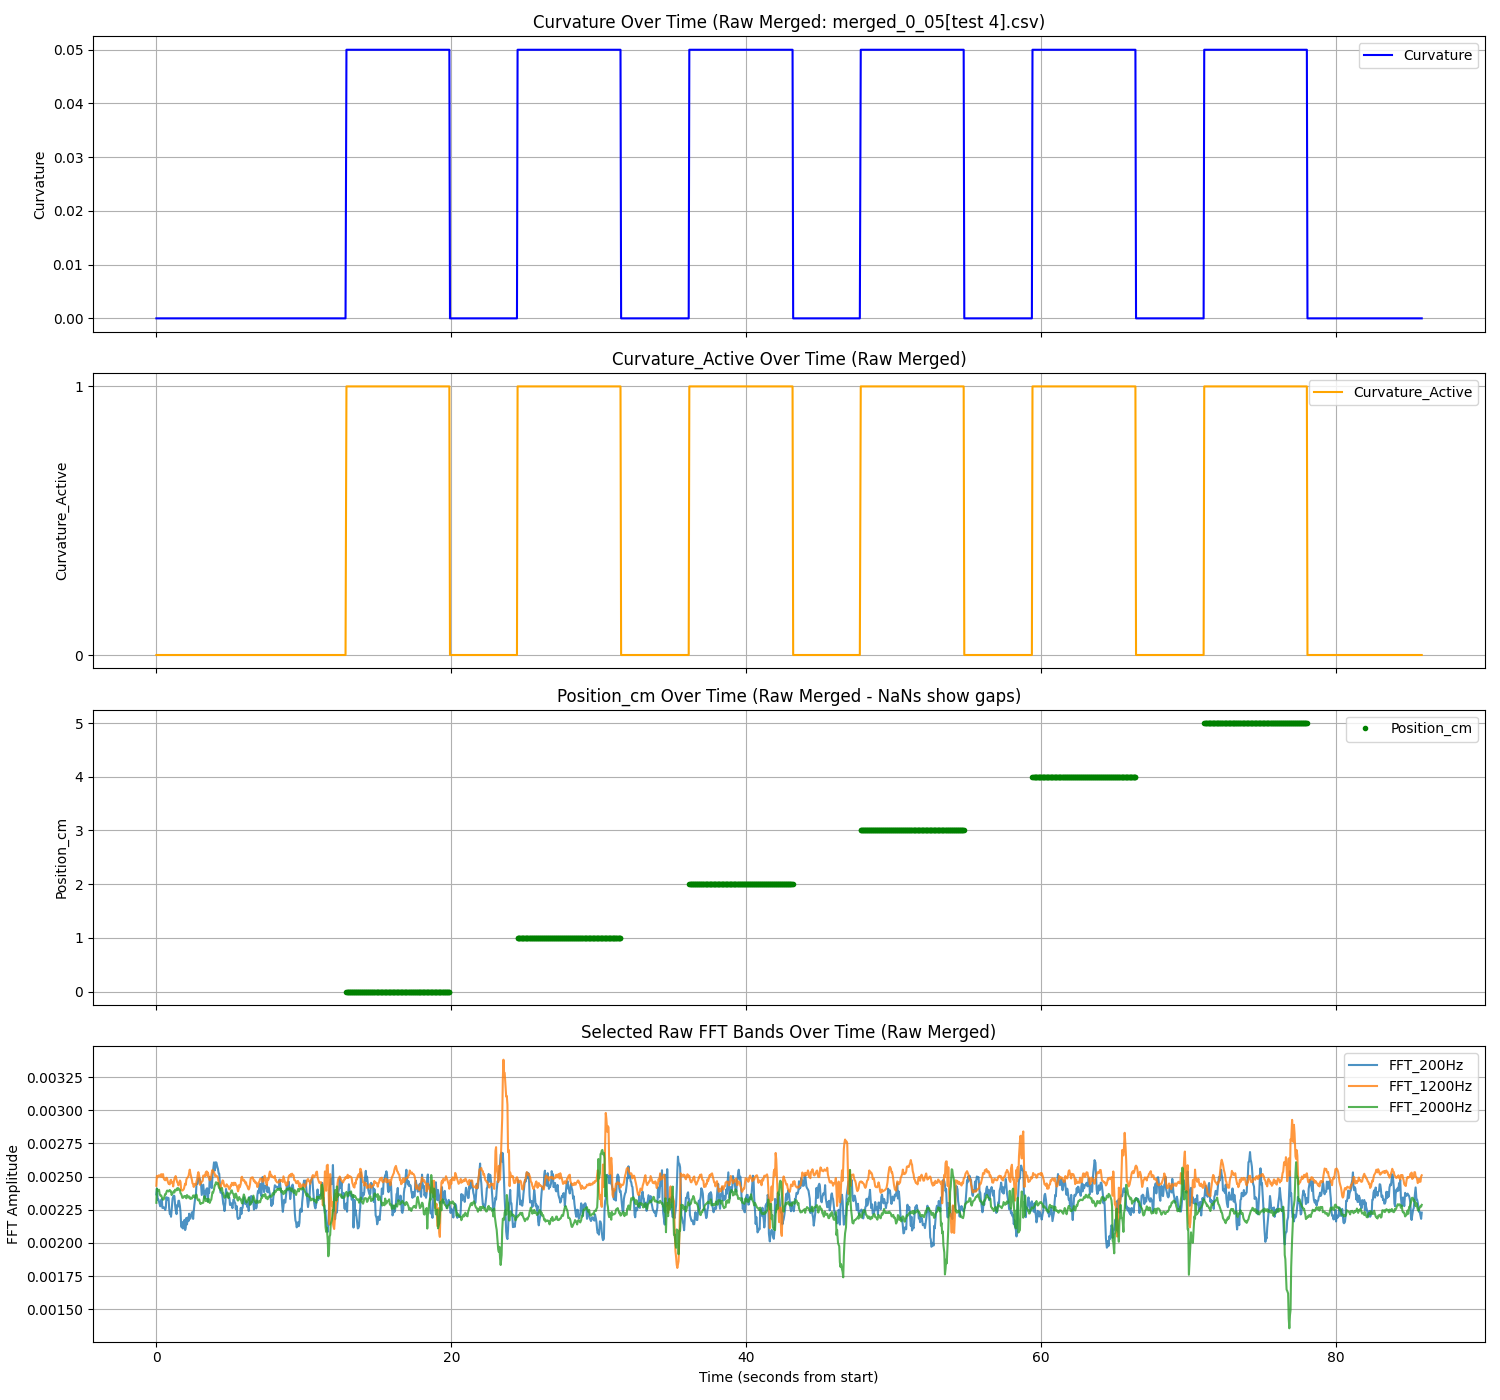 Curvature Over Time (Raw Merged: merged_0_05[test 4].csv)
0.05
0.04
0.03
0.02
0.01
0.00
Curvature
Curvature
Curvature_Active Over Time (Raw Merged)
1
0
Curvature_Active
Curvature_Active
Position_cm Over Time (Raw Merged - NaNs show gaps)
5
4
3
2
1
0
Position_cm
Position_cm
Selected Raw FFT Bands Over Time (Raw Merged)
0.00325
0.00300
0.00275
0.00250
0.00225
0.00200
0.00175
0.00150
FFT Amplitude
FFT_200Hz
FFT_1200Hz
FFT_2000Hz
0 20 40 60 80
Time (seconds from start)